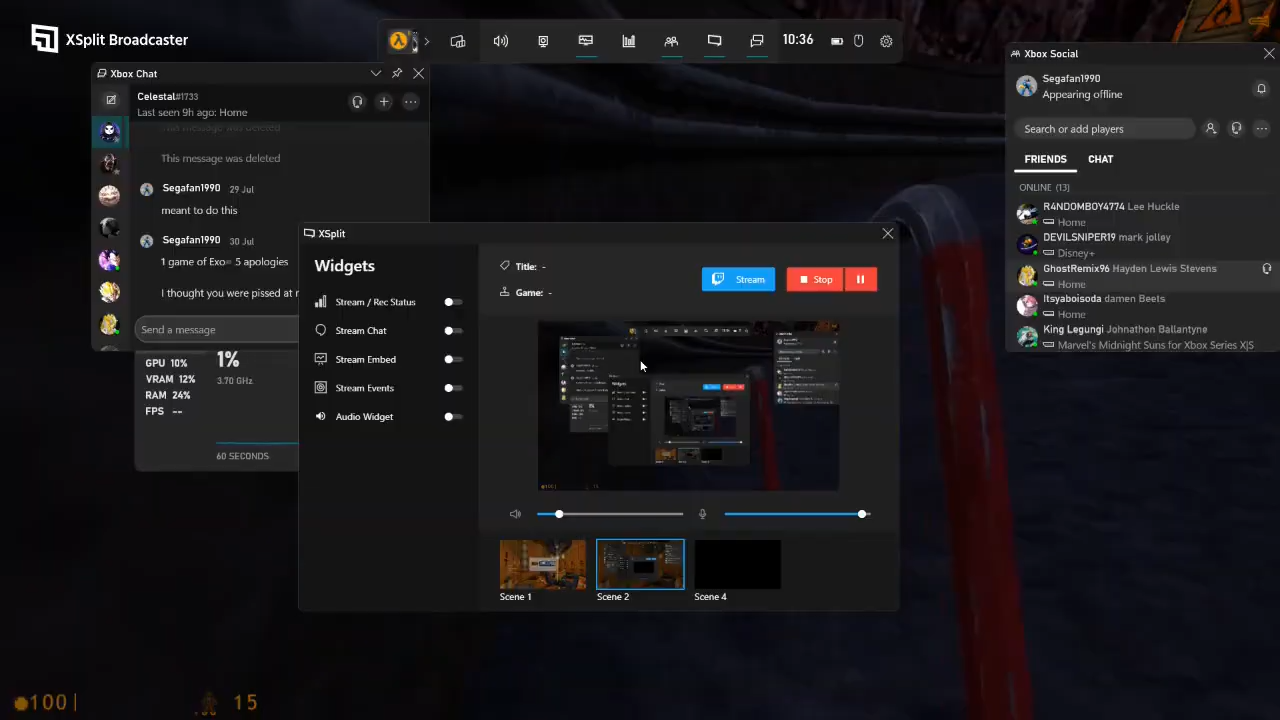 XSplit Broadcaster
10:36
Xbox Chat
Celestal#1733
Last seen 9h ago: Home
This message was deleted
This message was deleted
Segafan1990 29 Jul
meant to do this
Segafan1990 30 Jul
1 game of Exo= 5 apologies
I thought you were pissed at
Send a message
GPU 10%
VRAM 12%
RAM 24%
FPS --
1%
3.70 GHz
60 SECONDS
XSplit
Widgets
Stream / Rec Status
Stream Chat
Stream Embed
Stream Events
Audio Widget
Title: -
Game: -
Stream
Stop
Scene 1
Scene 2
Scene 4
Xbox Social
Segafan1990
Appearing offline
Search or add players
FRIENDS CHAT
ONLINE (13)
R4NDOMBOY4774 Lee Huckle
Home
DEVILSNIPER19 mark jolley
Disney+
GhostRemix96 Hayden Lewis Stevens
Home
Itsyaboisoda damen Beels
Home
King Legungi Johnathon Ballantyne
Marvel's Midnight Suns for Xbox Series X|S
100|
15